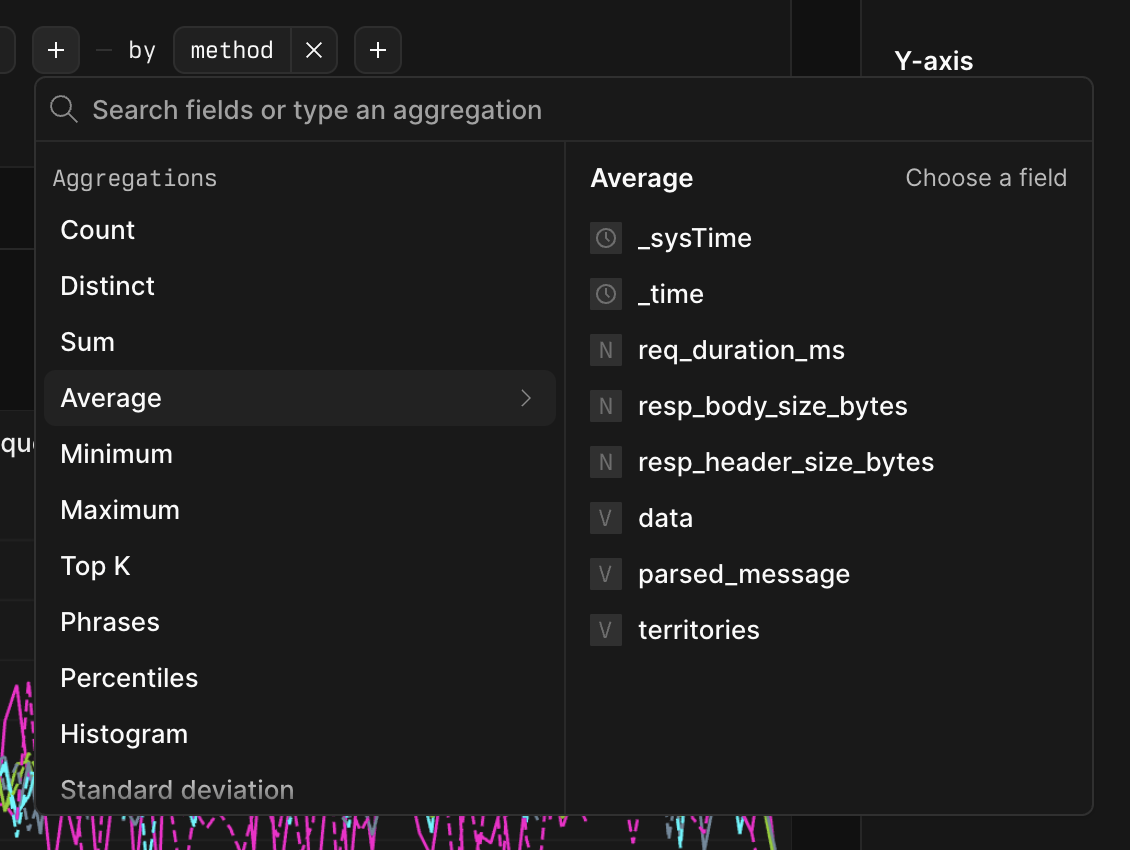 + — by method × +
Y-axis
Search fields or type an aggregation
Aggregations
Count
Distinct
Sum
Average
Minimum
Maximum
Top K
Phrases
Percentiles
Histogram
Standard deviation
Average Choose a field
_sysTime
_time
N req_duration_ms
N resp_body_size_bytes
N resp_header_size_bytes
V data
V parsed_message
V territories